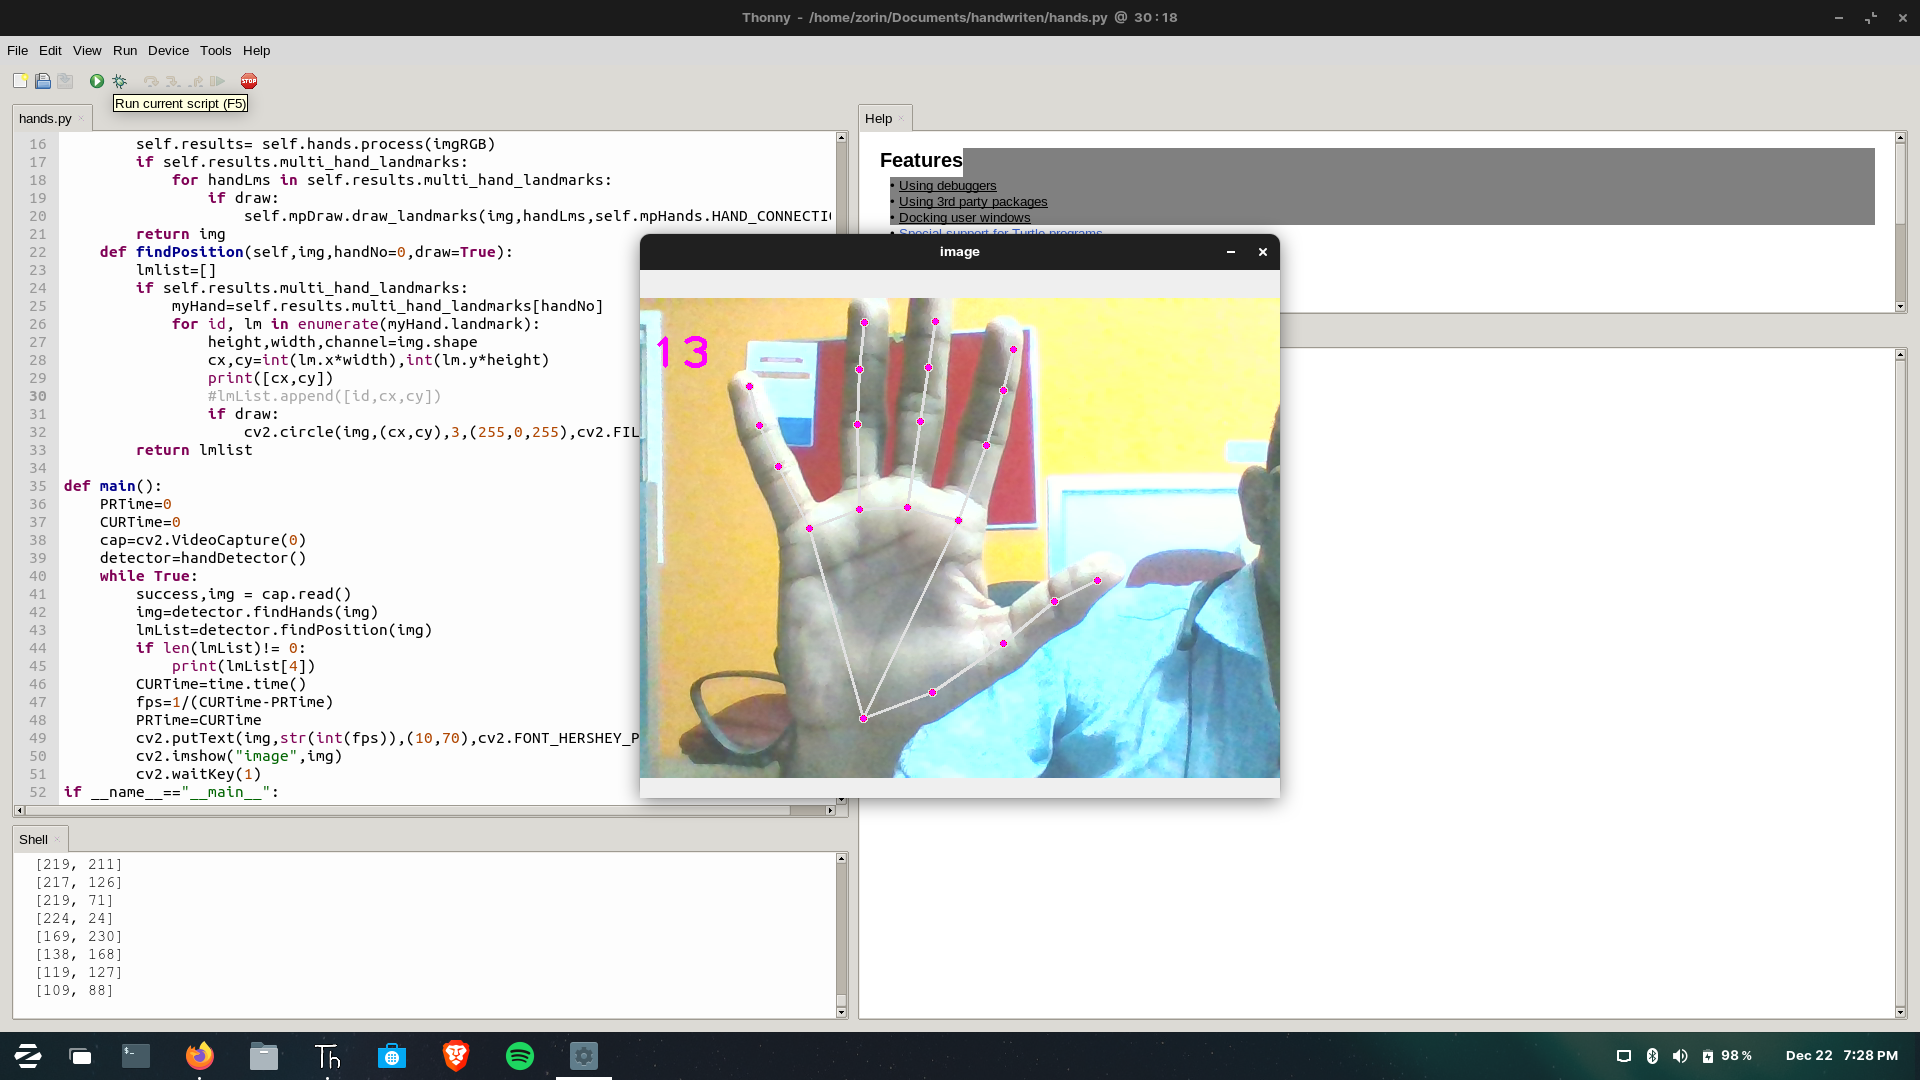 Thonny - /home/zorin/Documents/handwriten/hands.py @ 30 : 18
File Edit View Run Device Tools Help
STOP
Run current script (F5)
hands.py
16 self.results= self.hands.process(imgRGB)
17 if self.results.multi_hand_landmarks:
18 for handLms in self.results.multi_hand_landmarks:
19 if draw:
20 self.mpDraw.draw_landmarks(img,handLms,self.mpHands.HAND_CONNECTI
21 return img
22 def findPosition(self,img,handNo=0,draw=True):
23 lmlist=[]
24 if self.results.multi_hand_landmarks:
25 myHand=self.results.multi_hand_landmarks[handNo]
26 for id, lm in enumerate(myHand.landmark):
27 height,width,channel=img.shape
28 cx,cy=int(lm.x*width),int(lm.y*height)
29 print([cx,cy])
30 #lmList.append([id,cx,cy])
31 if draw:
32 cv2.circle(img,(cx,cy),3,(255,0,255),cv2.FIL
33 return lmlist
34
35 def main():
36 PRTime=0
37 CURTime=0
38 cap=cv2.VideoCapture(0)
39 detector=handDetector()
40 while True:
41 success,img = cap.read()
42 img=detector.findHands(img)
43 lmList=detector.findPosition(img)
44 if len(lmList)!= 0:
45 print(lmList[4])
46 CURTime=time.time()
47 fps=1/(CURTime-PRTime)
48 PRTime=CURTime
49 cv2.putText(img,str(int(fps)),(10,70),cv2.FONT_HERSHEY_P
50 cv2.imshow("image",img)
51 cv2.waitKey(1)
52 if __name__=="__main__":
Shell
[219, 211]
[217, 126]
[219, 71]
[224, 24]
[169, 230]
[138, 168]
[119, 127]
[109, 88]
Help
Features
• Using debuggers
• Using 3rd party packages
• Docking user windows
• Special support for Turtle programs
image
13
Th
98 %
Dec 22 7:28 PM